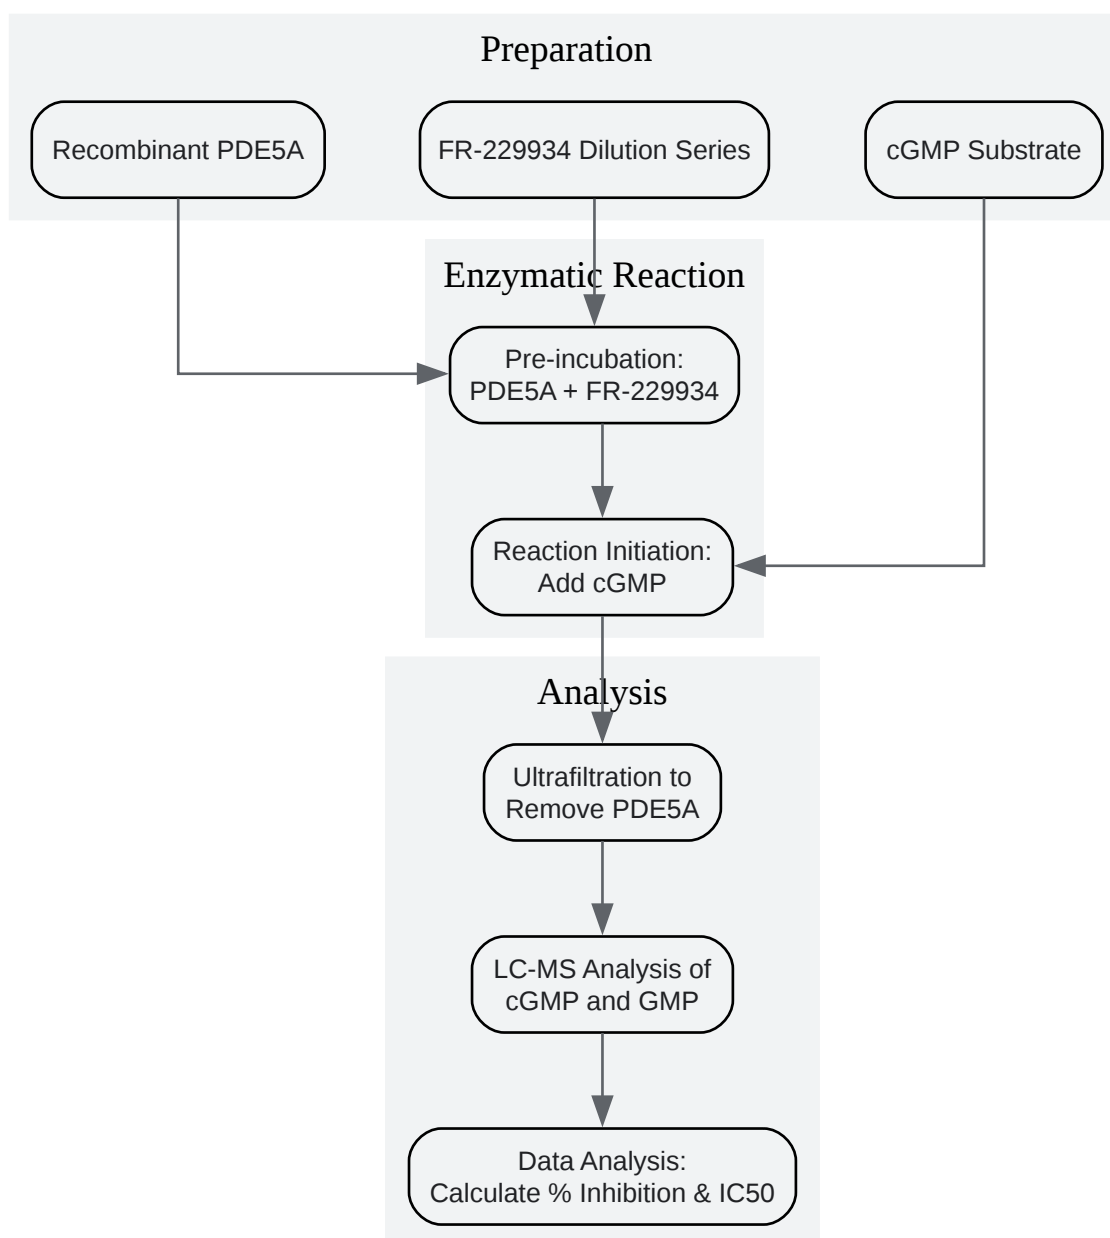 Preparation
Recombinant PDE5A
FR-229934 Dilution Series
cGMP Substrate
Enzymatic Reaction
Pre-incubation:
PDE5A + FR-229934
Reaction Initiation:
Add cGMP
Analysis
Ultrafiltration to
Remove PDE5A
LC-MS Analysis of
cGMP and GMP
Data Analysis:
Calculate % Inhibition & IC50